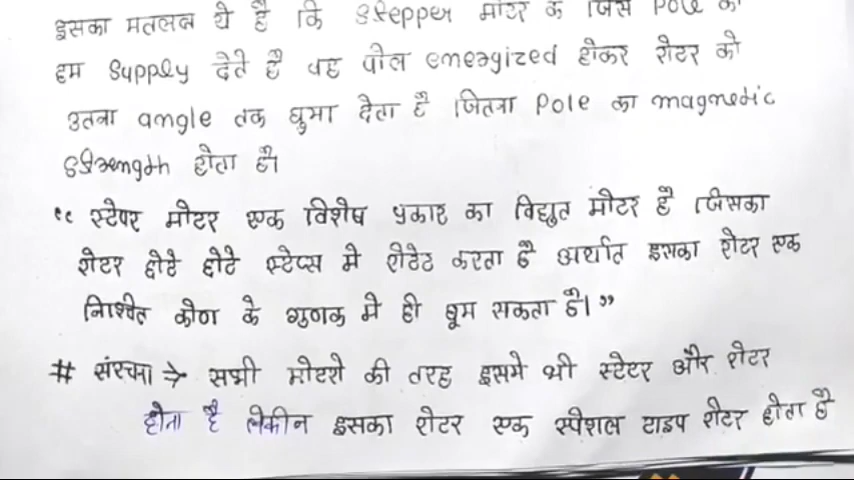 इसका मतलब ये है कि Stepper मोटर के जिस Pole को
हम Supply देते है वह पोल emergized होकर रोटर को
उतना angle तक घुमा देता है जितना Pole का magnetic
Strength होता है।
“ स्टेपर मोटर एक विशेष प्रकार का विद्युत मोटर है जिसका
रोटर छोटे छोटे स्टेप्स मे रोटेट करता है अर्थात इसका रोटर एक
निश्चित कोण के गुणक मे ही घूम सकता है। ”
# संरचना → सभी मोटरो की तरह इसमे भी स्टेटर और रोटर
होता है लेकीन इसका रोटर एक स्पेशल टाइप रोटर होता है